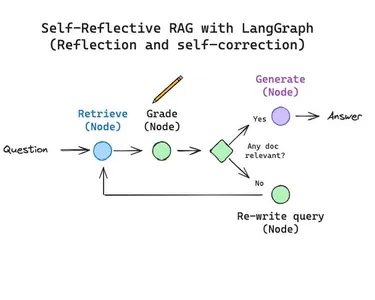 Self-Reflective RAG with LangGraph
(Reflection and self-correction)
Generate
(Node)
Retrieve
(Node)
Grade
(Node)
Yes
Question
Answer
Any doc
relevant?
No
Re-write query
(Node)